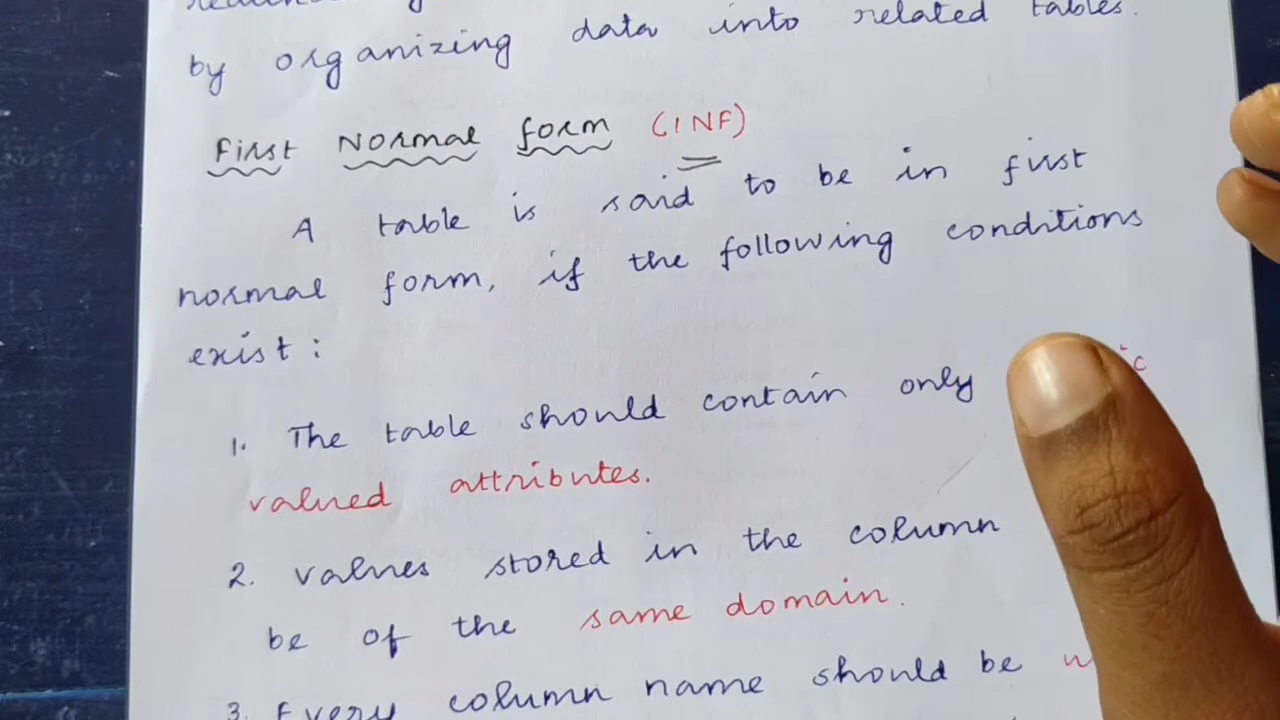 by organizing data into related tables.
First Normal form (1NF)
A table is said to be in first
normal form, if the following conditions
exist:
1. The table should contain only
valued attributes.
2. values stored in the column
be of the same domain.
3. Every column name should be